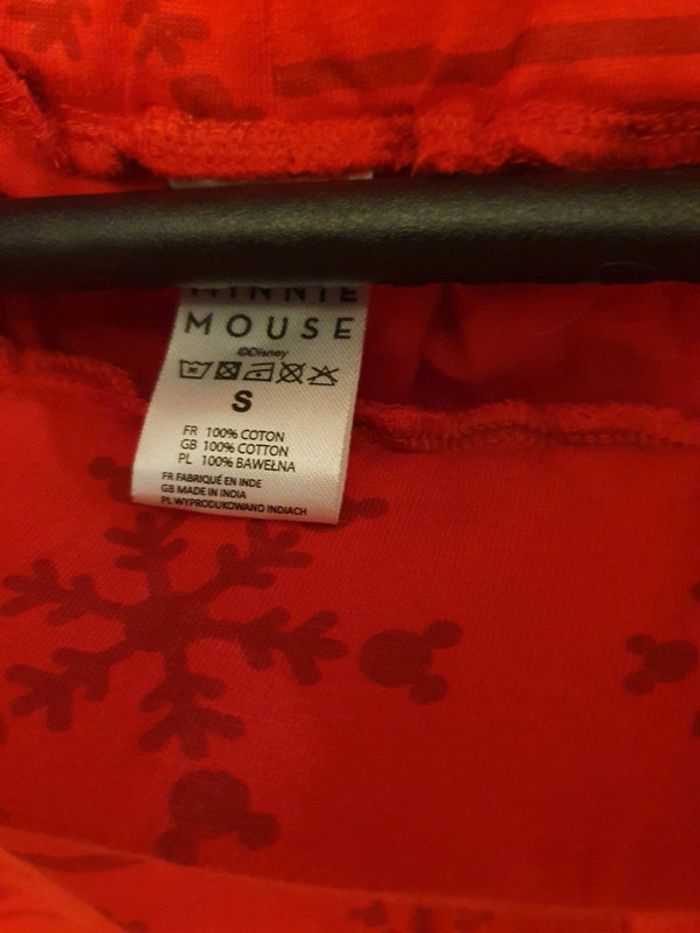 MINNIE
MOUSE
©Disney
S
FR 100% COTON
GB 100% COTTON
PL 100% BAWEŁNA
FR FABRIQUÉ EN INDE
GB MADE IN INDIA
PL WYPRODUKOWANO INDIACH